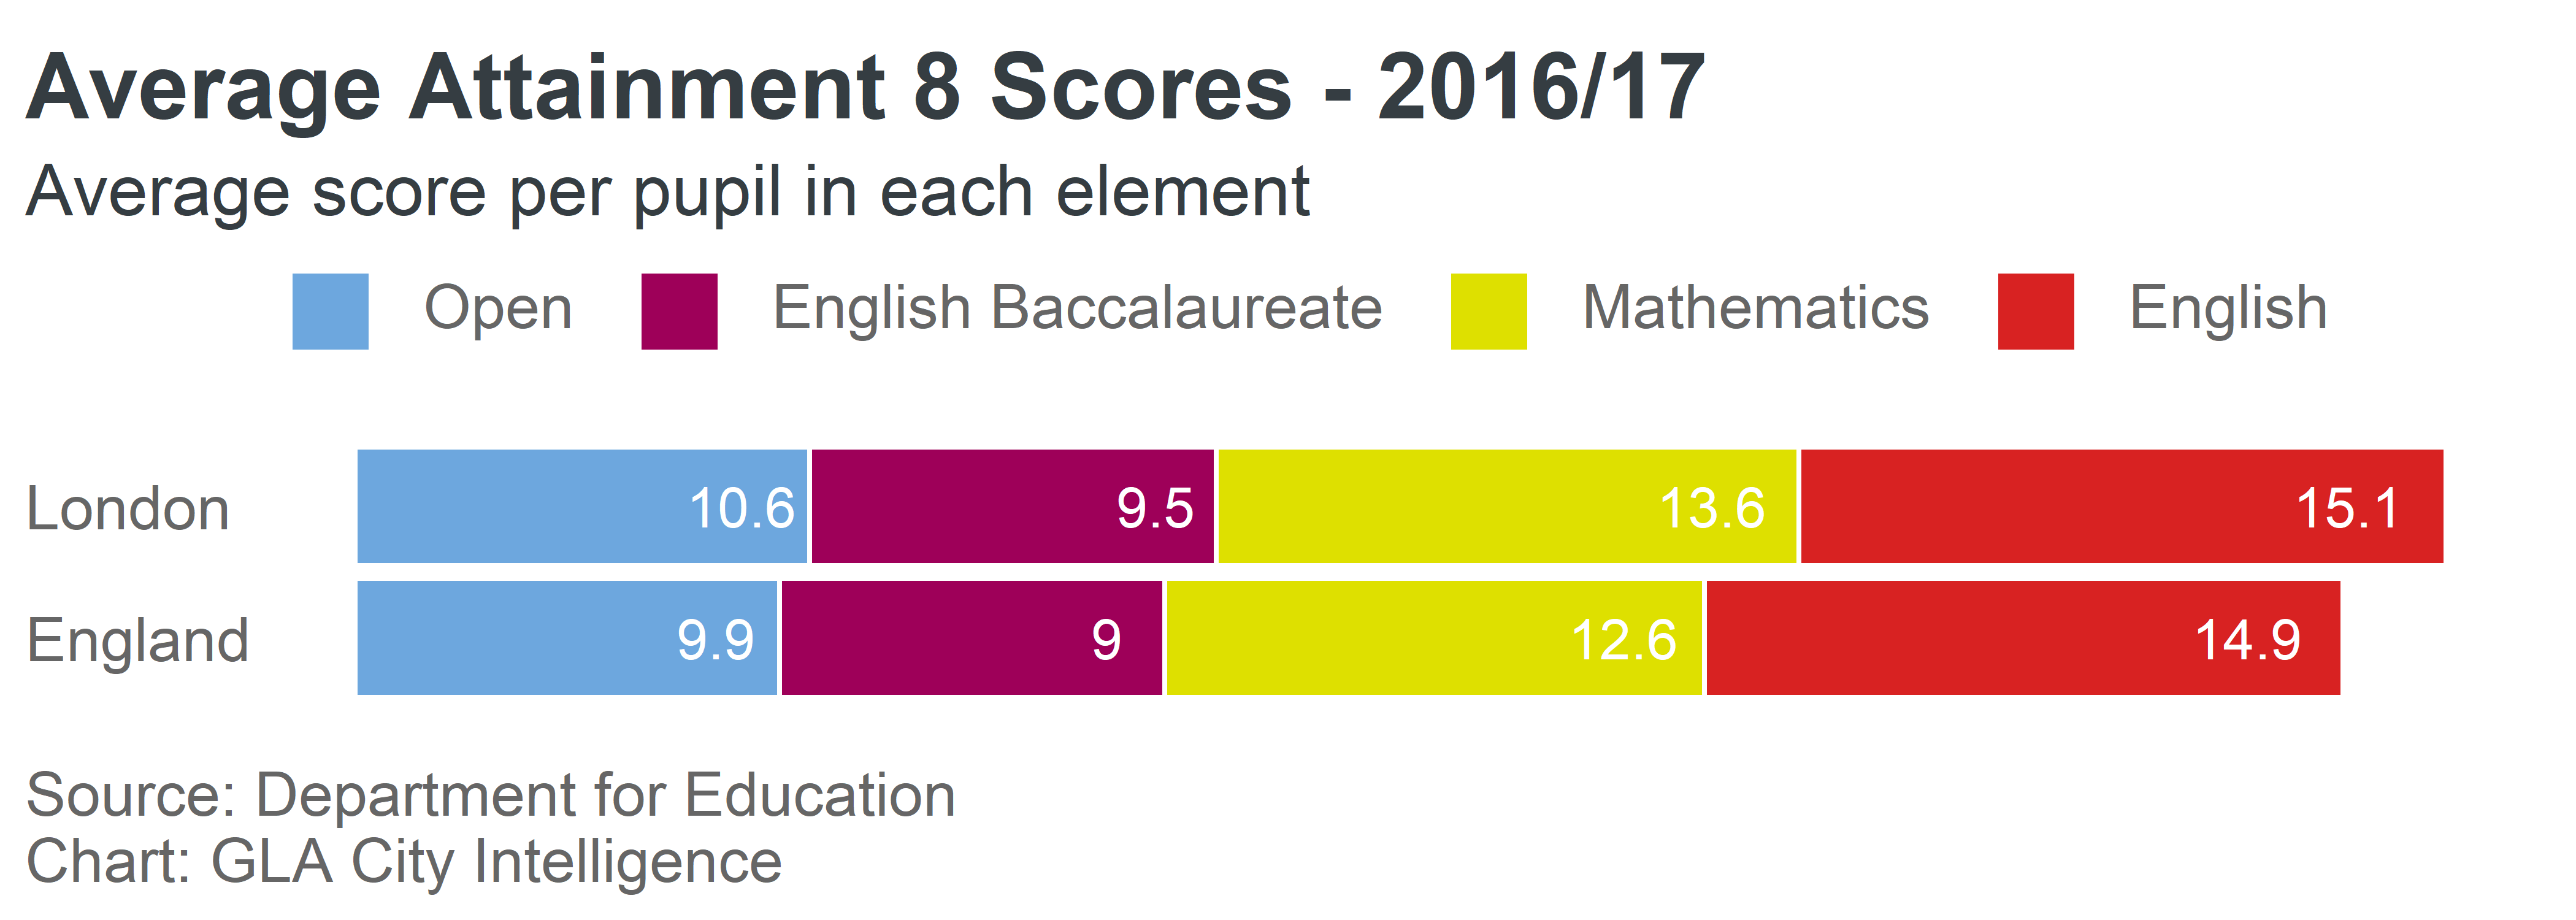 Average Attainment 8 Scores - 2016/17
Average score per pupil in each element
Open English Baccalaureate Mathematics English
London 10.6 9.5 13.6 15.1
England 9.9 9 12.6 14.9
Source: Department for Education
Chart: GLA City Intelligence